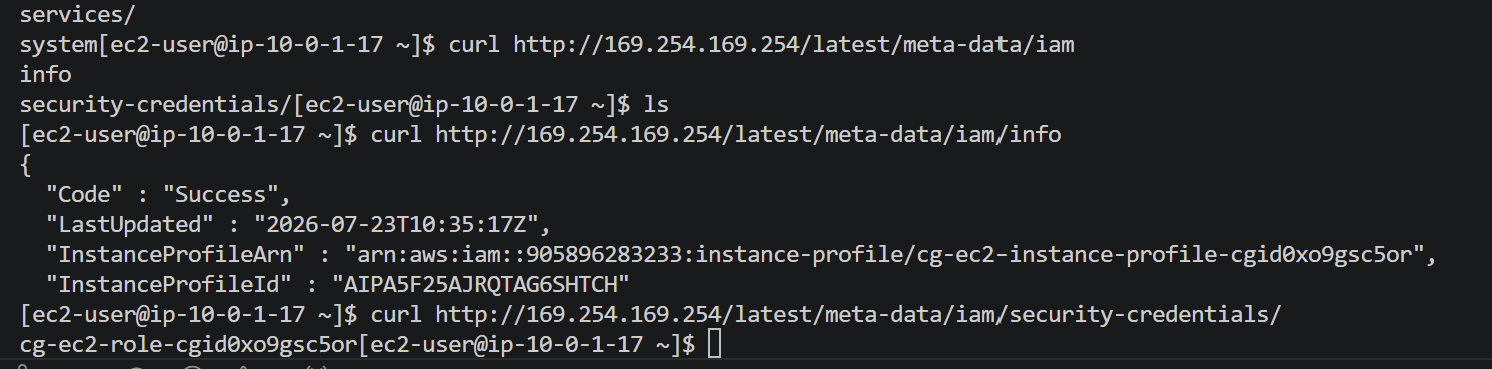 services/
system[ec2-user@ip-10-0-1-17 ~]$ curl http://169.254.169.254/latest/meta-data/iam
info
security-credentials/[ec2-user@ip-10-0-1-17 ~]$ ls
[ec2-user@ip-10-0-1-17 ~]$ curl http://169.254.169.254/latest/meta-data/iam/info
{
  "Code" : "Success",
  "LastUpdated" : "2026-07-23T10:35:17Z",
  "InstanceProfileArn" : "arn:aws:iam::905896283233:instance-profile/cg-ec2-instance-profile-cgid0xo9gsc5or",
  "InstanceProfileId" : "AIPA5F25AJRQTAG6SHTCH"
[ec2-user@ip-10-0-1-17 ~]$ curl http://169.254.169.254/latest/meta-data/iam/security-credentials/
cg-ec2-role-cgid0xo9gsc5or[ec2-user@ip-10-0-1-17 ~]$